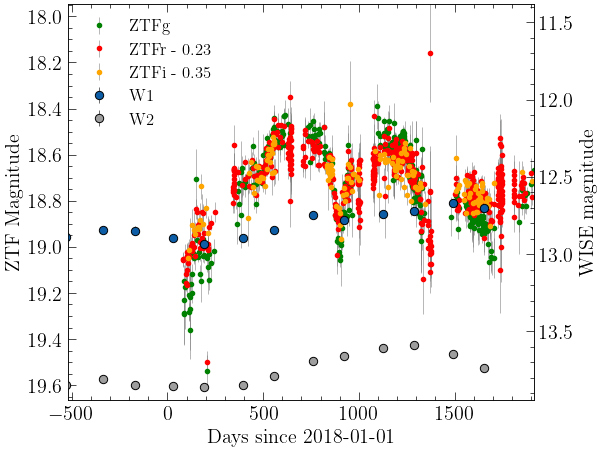 ZTFg
ZTFr - 0.23
ZTFi - 0.35
W1
W2
18.0
18.2
18.4
18.6
18.8
19.0
19.2
19.4
19.6
ZTF Magnitude
11.5
12.0
12.5
13.0
13.5
WISE magnitude
−500
0
500
1000
1500
Days since 2018-01-01